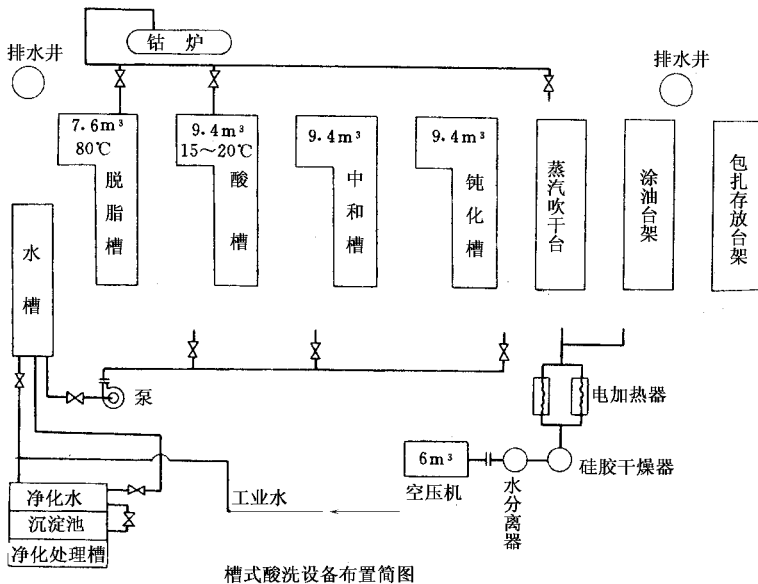 钴炉
排水井
排水井
7.6m³
80℃
脱脂槽
9.4m³
15～20℃
酸槽
9.4m³
中和槽
9.4m³
钝化槽
蒸汽吹干台
涂油台架
包扎存放台架
水槽
泵
电加热器
6m³
空压机
水分离器
硅胶干燥器
工业水
净化水
沉淀池
净化处理槽
槽式酸洗设备布置简图